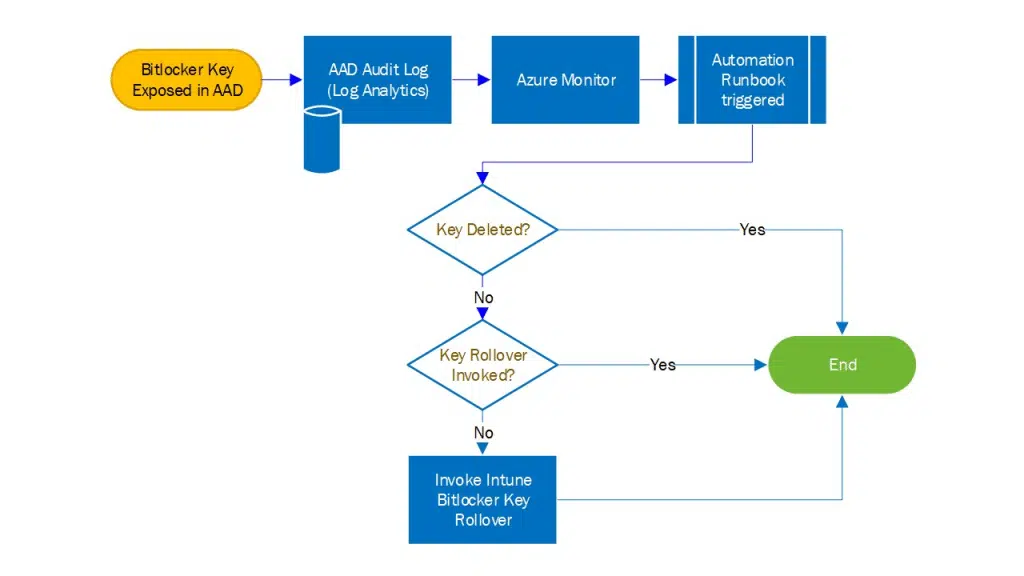 Bitlocker Key
Exposed in AAD
AAD Audit Log
(Log Analytics)
Azure Monitor
Automation
Runbook
triggered
Key Deleted?
Yes
No
Key Rollover
Invoked?
Yes
End
No
Invoke Intune
Bitlocker Key
Rollover